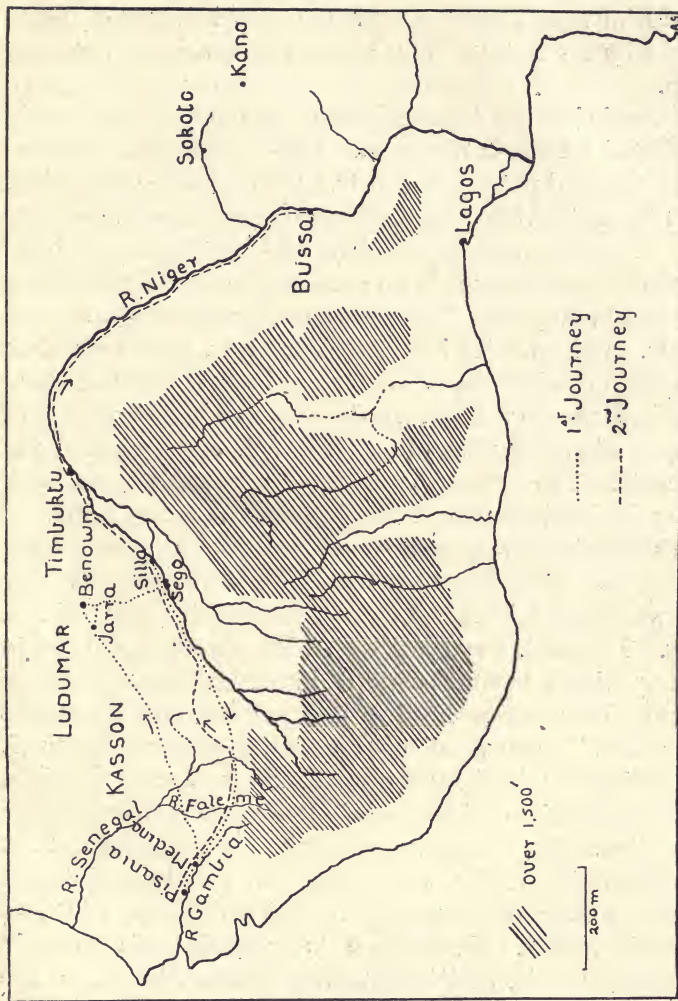 Sokoto
Kano
R. Niger
BUSSA
Lagos
Timbuktu
Benowm
Silla
Sego
Jarra
LUDUMAR
KASSON
R. Senegal
R. Faleme
Medina
Pisania
R Gambia
1st JOURNEY
2nd JOURNEY
over 1,500'
200 m